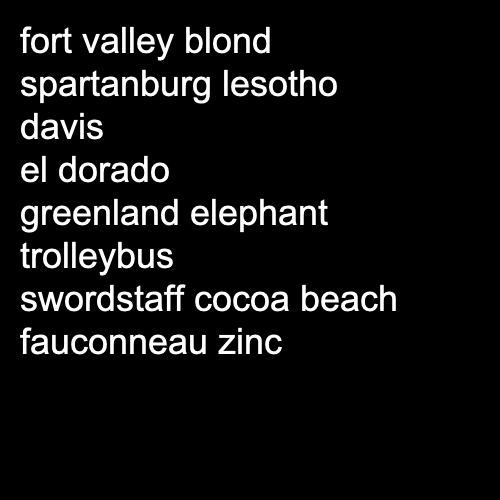 fort valley blond
spartanburg lesotho
davis
el dorado
greenland elephant
trolleybus
swordstaff cocoa beach
fauconneau zinc